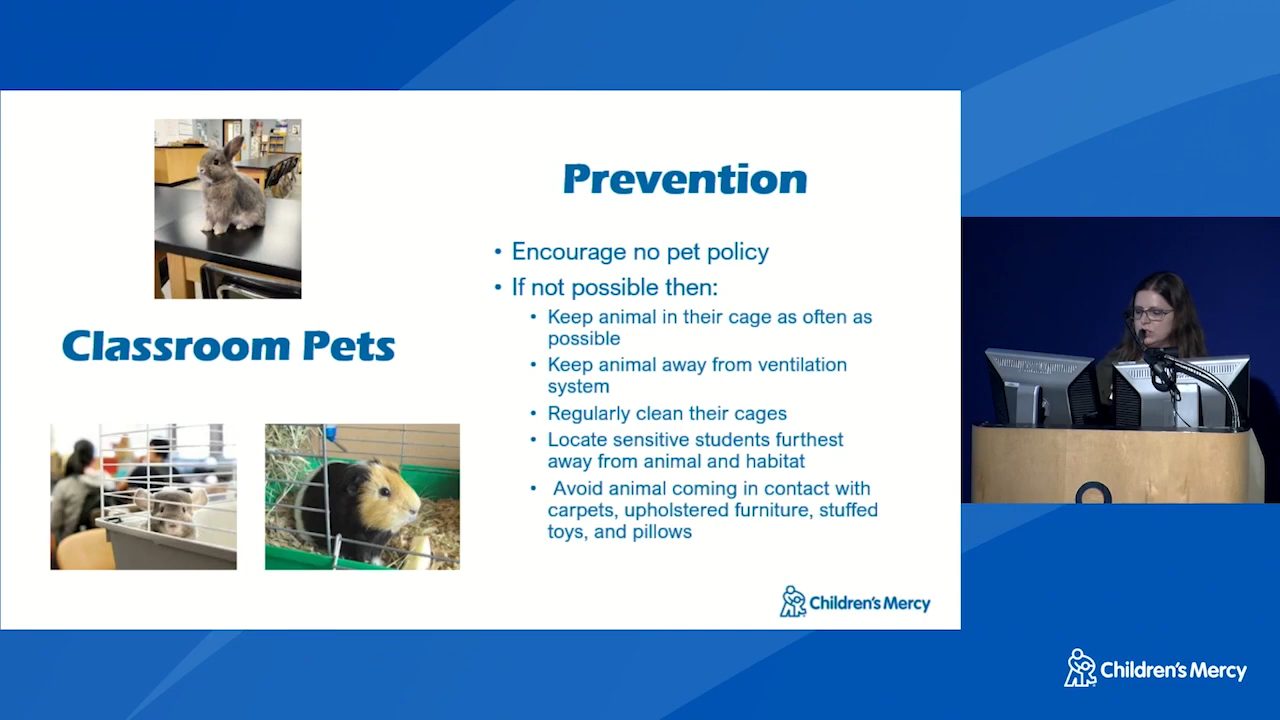 Classroom Pets
Prevention
• Encourage no pet policy
• If not possible then:
• Keep animal in their cage as often as
possible
• Keep animal away from ventilation
system
• Regularly clean their cages
• Locate sensitive students furthest
away from animal and habitat
• Avoid animal coming in contact with
carpets, upholstered furniture, stuffed
toys, and pillows
Children's Mercy
Children's Mercy